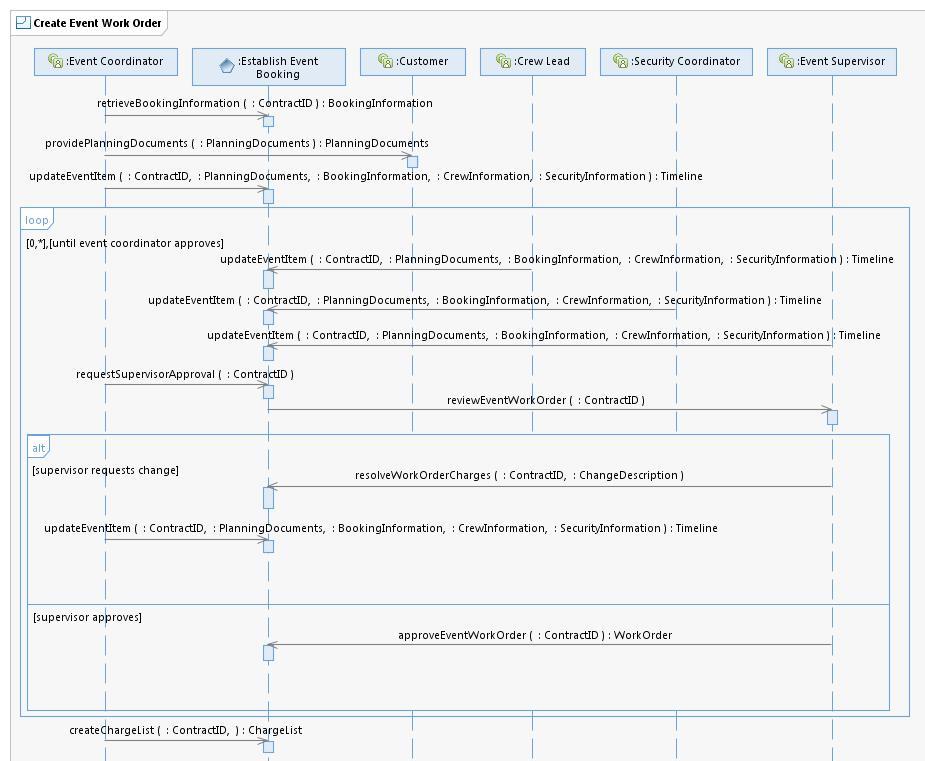 Create Event Work Order
:Event Coordinator
:Establish Event
Booking
:Customer
:Crew Lead
:Security Coordinator
:Event Supervisor
retrieveBookingInformation ( : ContractID ) : BookingInformation
providePlanningDocuments ( : PlanningDocuments ) : PlanningDocuments
updateEventItem ( : ContractID, : PlanningDocuments, : BookingInformation, : CrewInformation, : SecurityInformation ) : Timeline
loop
[0,*],[until event coordinator approves]
updateEventItem ( : ContractID, : PlanningDocuments, : BookingInformation, : CrewInformation, : SecurityInformation ) : Timeline
updateEventItem ( : ContractID, : PlanningDocuments, : BookingInformation, : CrewInformation, : SecurityInformation ) : Timeline
updateEventItem ( : ContractID, : PlanningDocuments, : BookingInformation, : CrewInformation, : SecurityInformation ) : Timeline
requestSupervisorApproval ( : ContractID )
reviewEventWorkOrder ( : ContractID )
alt
[supervisor requests change]
resolveWorkOrderCharges ( : ContractID, : ChangeDescription )
updateEventItem ( : ContractID, : PlanningDocuments, : BookingInformation, : CrewInformation, : SecurityInformation ) : Timeline
[supervisor approves]
approveEventWorkOrder ( : ContractID ) : WorkOrder
createChargeList ( : ContractID, ) : ChargeList